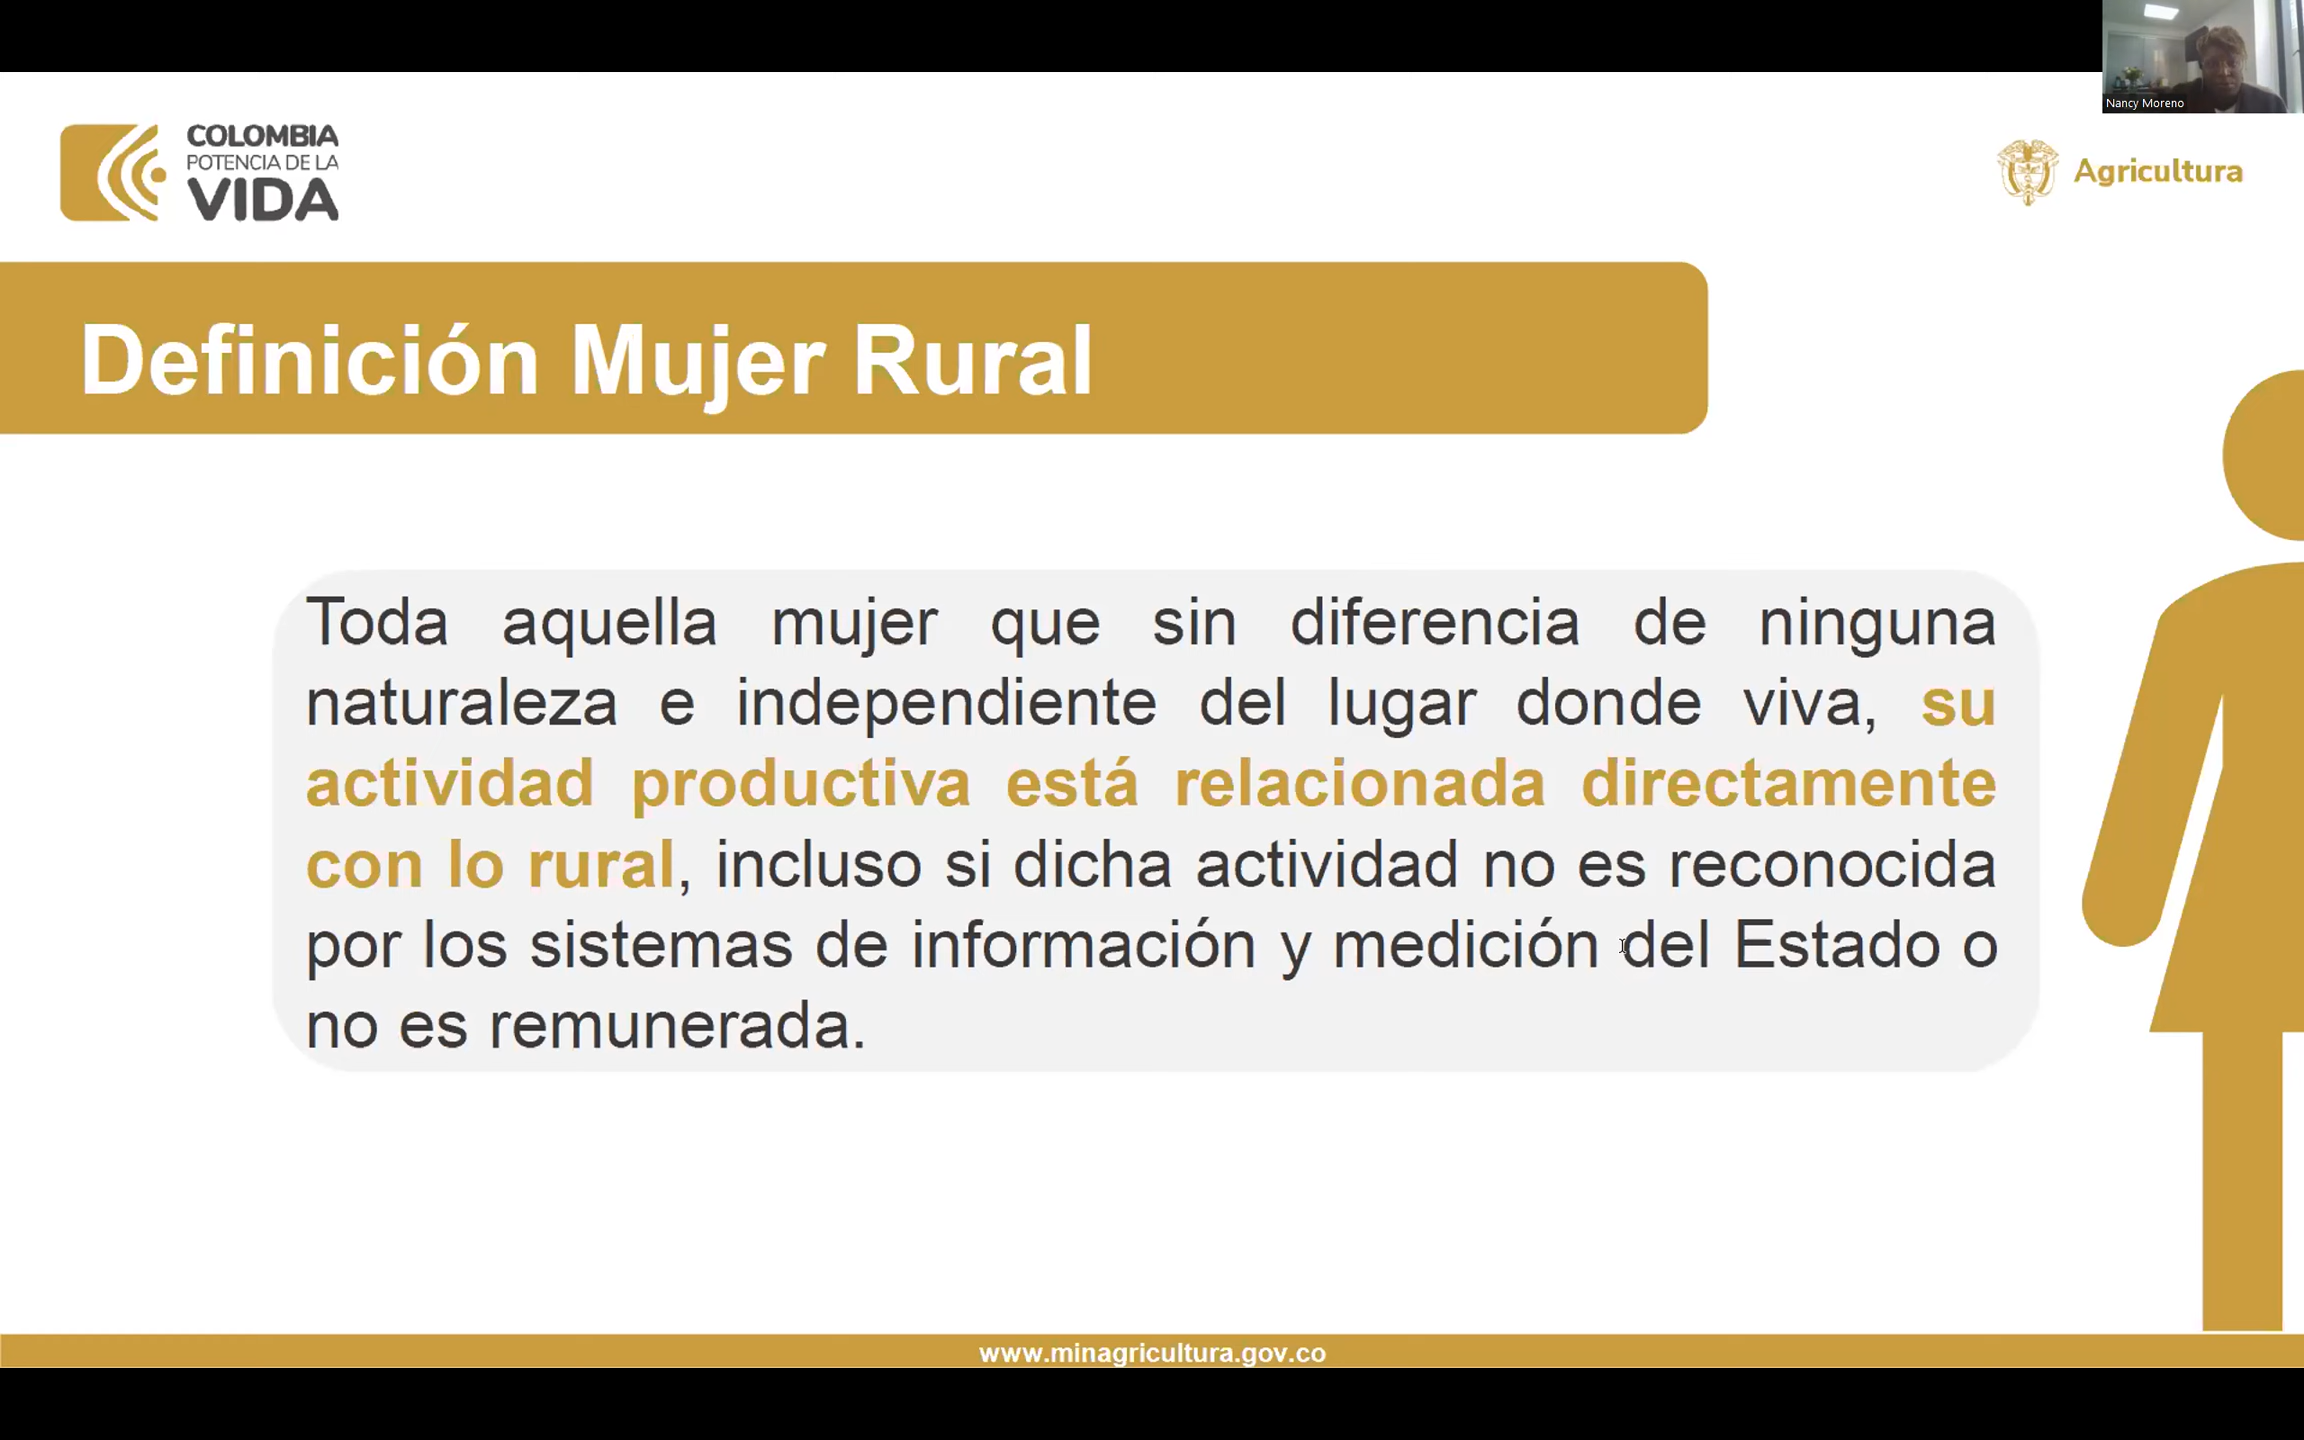 Nancy Moreno
COLOMBIA
POTENCIA DE LA
VIDA
Agricultura
Definición Mujer Rural
Toda aquella mujer que sin diferencia de ninguna
naturaleza e independiente del lugar donde viva, su
actividad productiva está relacionada directamente
con lo rural, incluso si dicha actividad no es reconocida
por los sistemas de información y medición del Estado o
no es remunerada.
www.minagricultura.gov.co